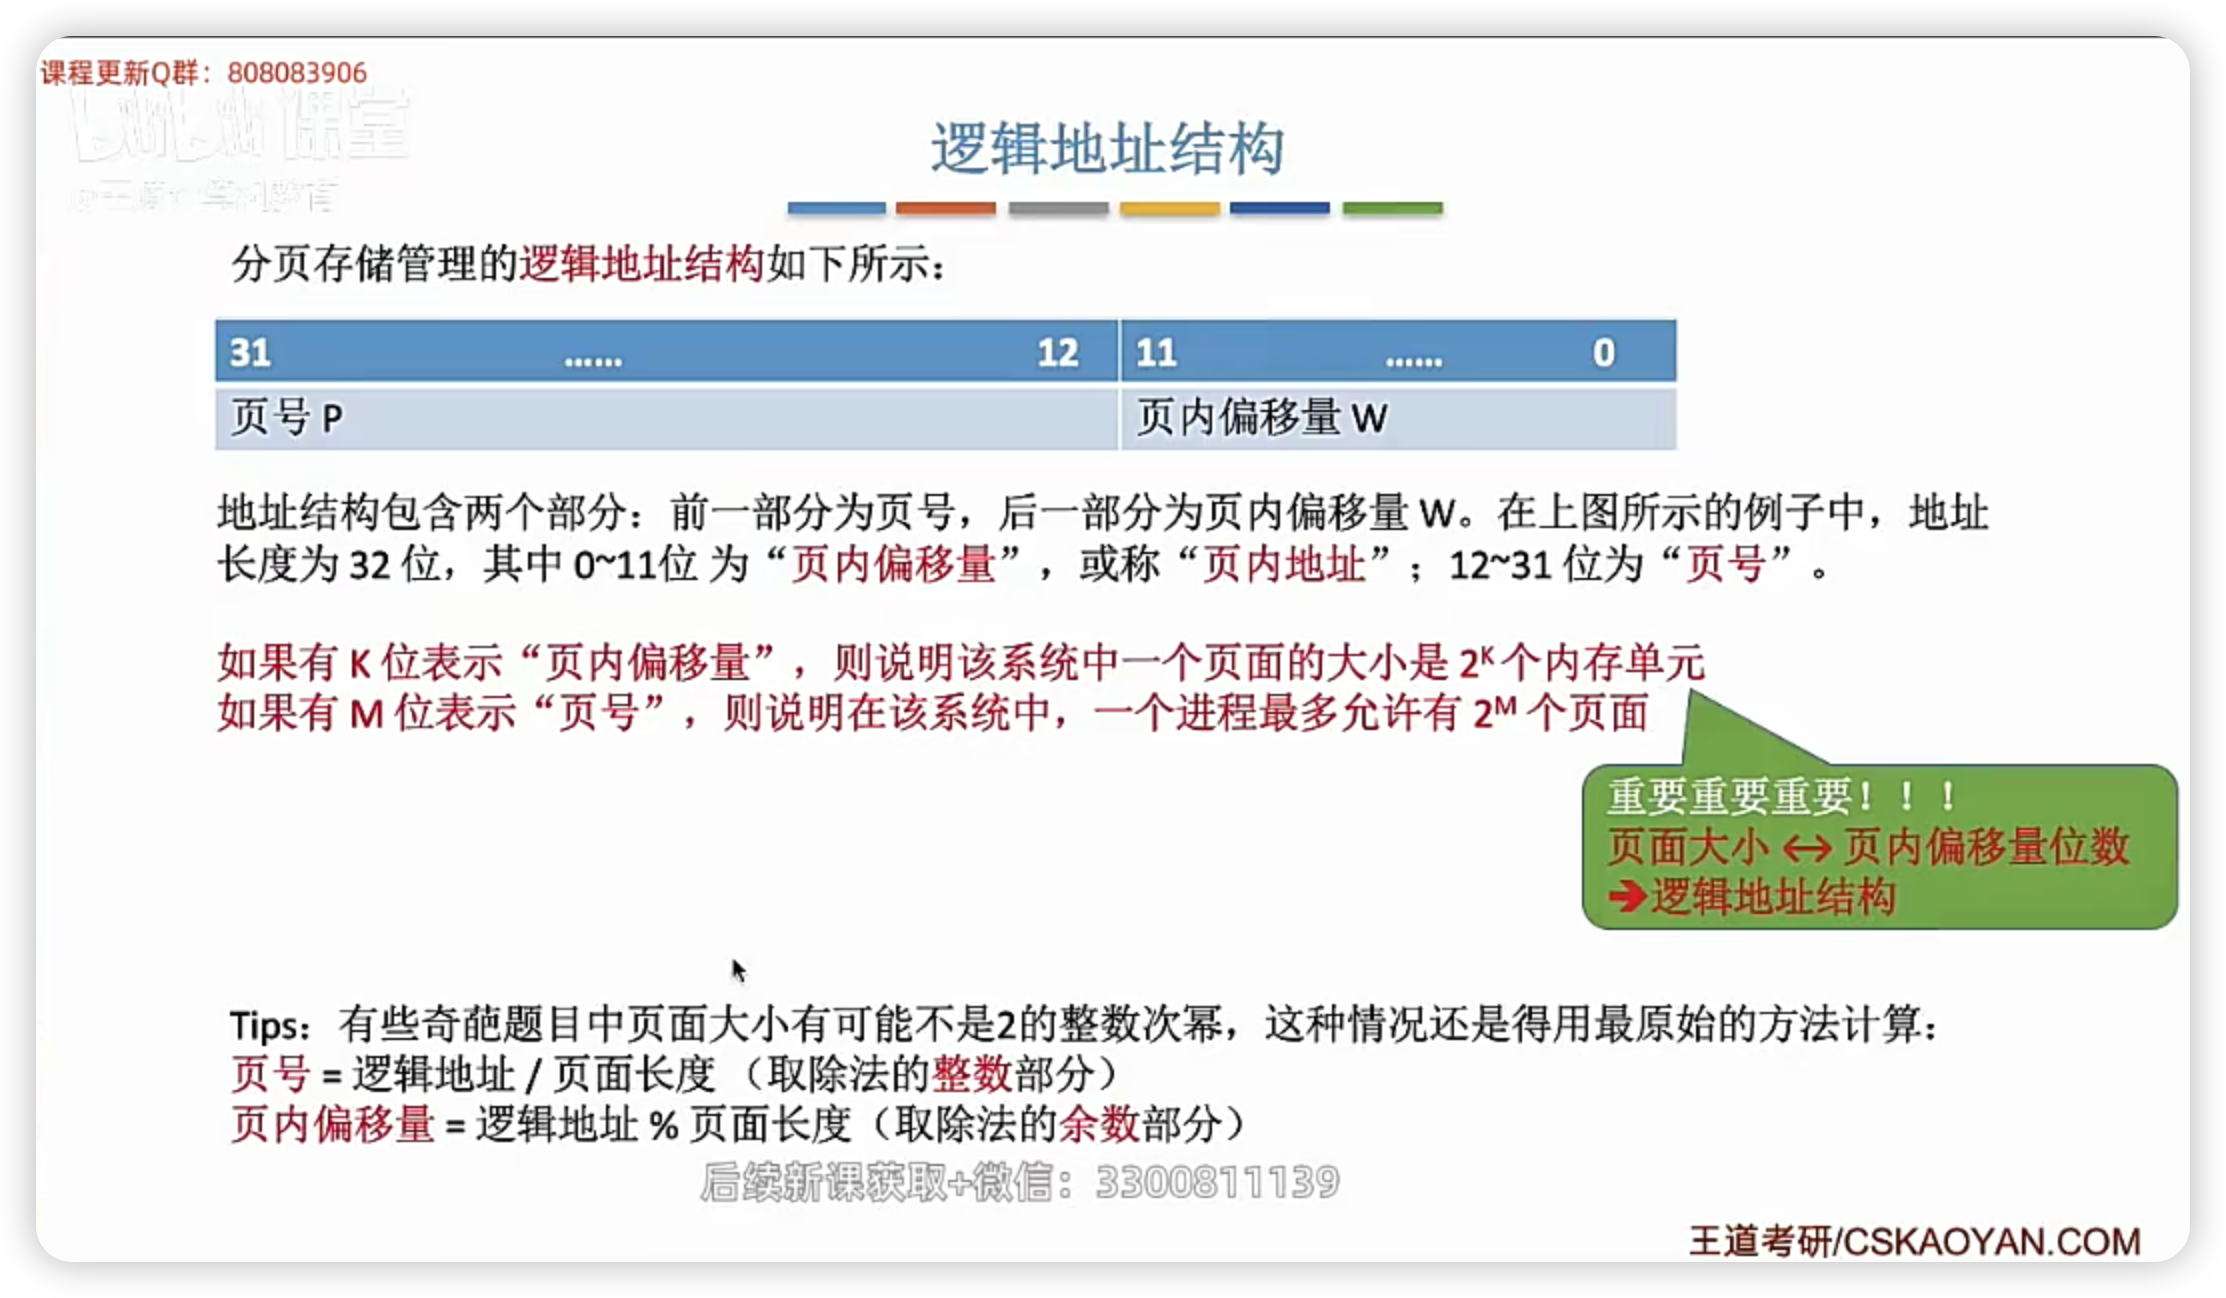 课程更新Q群：808083906
bilibili课堂
逻辑地址结构
分页存储管理的逻辑地址结构如下所示：
31 ...... 12 11 ...... 0
页号 P 页内偏移量 W
地址结构包含两个部分：前一部分为页号，后一部分为页内偏移量 W。在上图所示的例子中，地址
长度为 32 位，其中 0~11位 为“页内偏移量”，或称“页内地址”；12~31 位为“页号”。
如果有 K 位表示“页内偏移量”，则说明该系统中一个页面的大小是 2ᴷ 个内存单元
如果有 M 位表示“页号”，则说明在该系统中，一个进程最多允许有 2ᴹ 个页面
重要重要重要！！！
页面大小 ↔ 页内偏移量位数
➔逻辑地址结构
Tips：有些奇葩题目中页面大小有可能不是2的整数次幂，这种情况还是得用最原始的方法计算：
页号 = 逻辑地址 / 页面长度 （取除法的整数部分）
页内偏移量 = 逻辑地址 % 页面长度（取除法的余数部分）
后续新课获取+微信：3300811139
王道考研/CSKAOYAN.COM